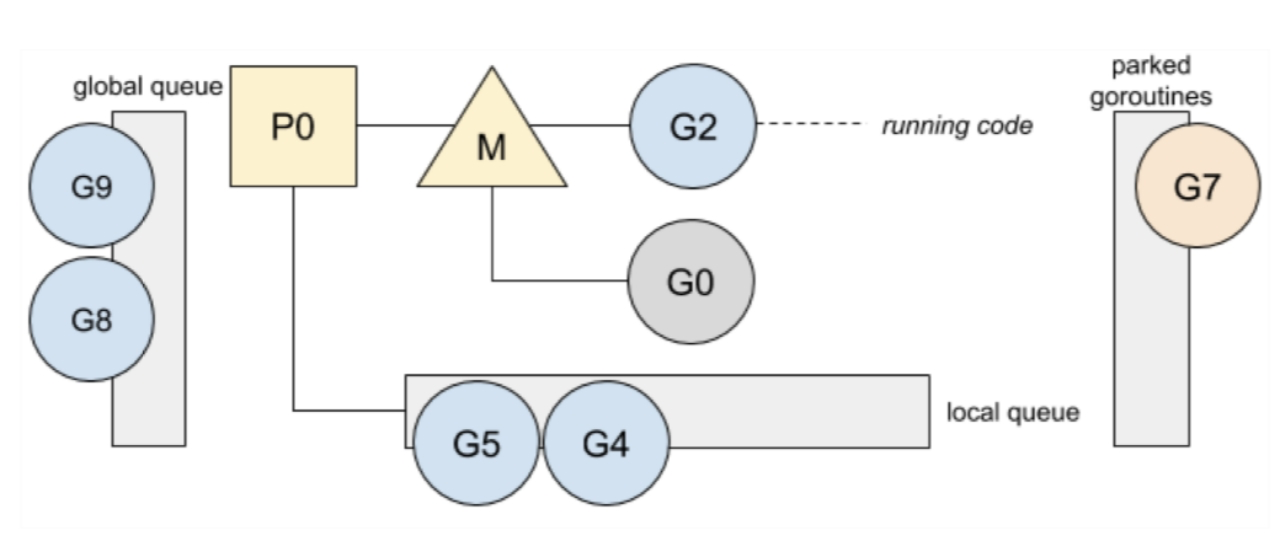 global queue
P0
M
G2
running code
parked
goroutines
G9
G7
G0
G8
G5
G4
local queue